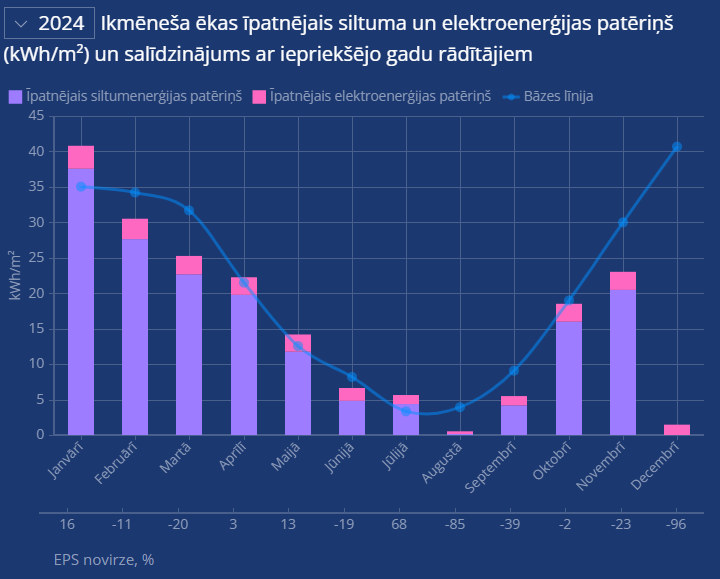 2024 Ikmēneša ēkas īpatnējais siltuma un elektroenerģijas patēriņš
(kWh/m²) un salīdzinājums ar iepriekšējo gadu rādītājiem
Īpatnējais siltumenerģijas patēriņš Īpatnējais elektroenerģijas patēriņš Bāzes līnija
45
40
35
30
25
20
15
10
5
0
kWh/m²
Janvārī Februārī Martā Aprīlī Maijā Jūnijā Jūlijā Augustā Septembrī Oktobrī Novembrī Decembrī
16 -11 -20 3 13 -19 68 -85 -39 -2 -23 -96
EPS novirze, %